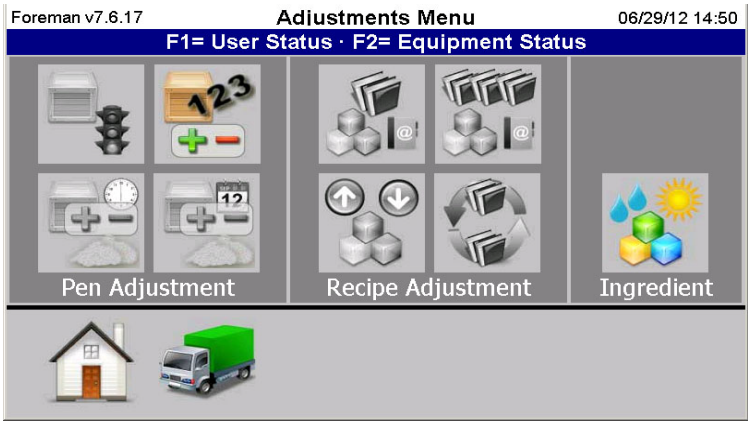 Foreman v7.6.17 Adjustments Menu 06/29/12 14:50
F1= User Status · F2= Equipment Status
123
@ @
12
Pen Adjustment Recipe Adjustment Ingredient